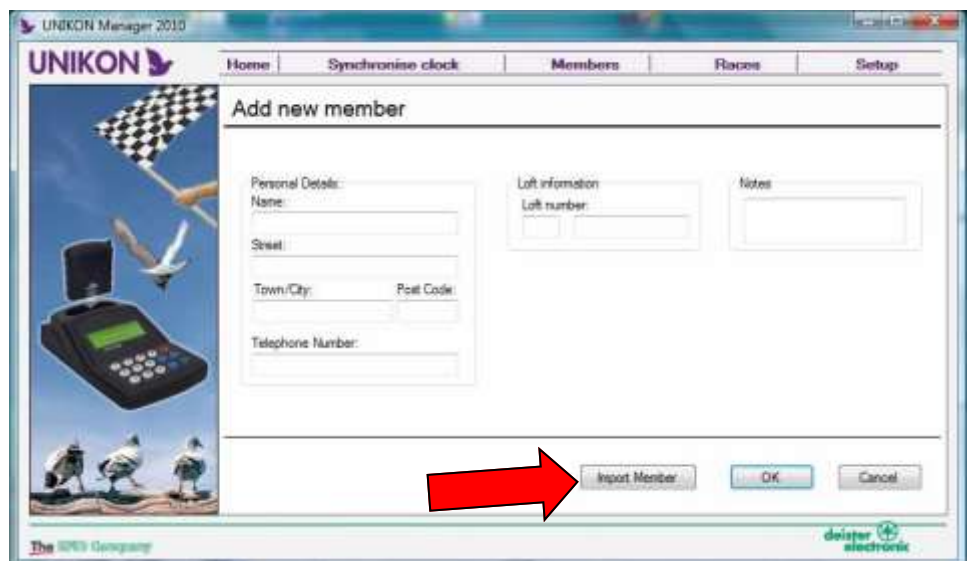 UNIKON Manager 2010
UNIKON
Home Synchronise clock Members Races Setup
Add new member
Personal Details:
Name:
Street:
Town/City: Post Code:
Telephone Number:
Loft information
Loft number:
Notes
Import Member OK Cancel
The Company
deister
electronic